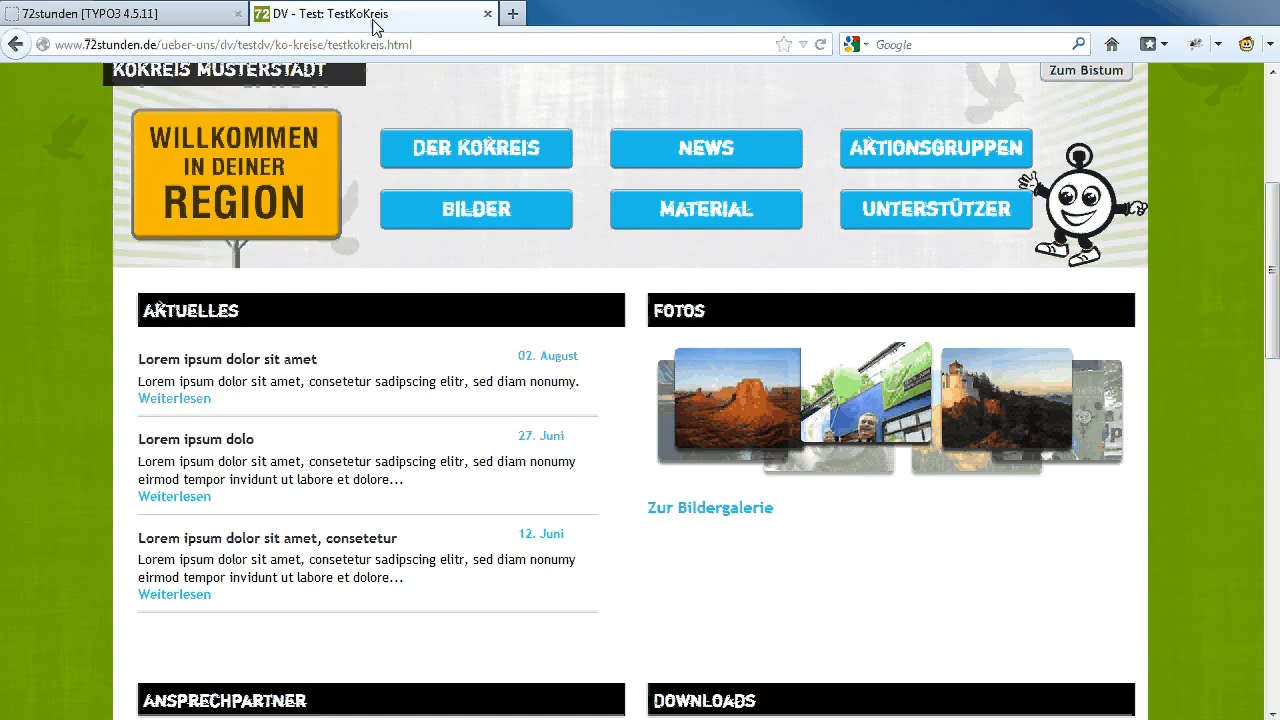 72stunden [TYPO3 4.5.11]
72 DV - Test: TestKoKreis
www.72stunden.de/ueber-uns/dv/testdv/ko-kreise/testkokreis.html
Google
KOKREIS MUSTERSTADT
Zum Bistum
WILLKOMMEN
IN DEINER
REGION
DER KOKREIS
NEWS
AKTIONSGRUPPEN
BILDER
MATERIAL
UNTERSTÜTZER
AKTUELLES
Lorem ipsum dolor sit amet
02. August
Lorem ipsum dolor sit amet, consetetur sadipscing elitr, sed diam nonumy.
Weiterlesen
Lorem ipsum dolo
27. Juni
Lorem ipsum dolor sit amet, consetetur sadipscing elitr, sed diam nonumy
eirmod tempor invidunt ut labore et dolore...
Weiterlesen
Lorem ipsum dolor sit amet, consetetur
12. Juni
Lorem ipsum dolor sit amet, consetetur sadipscing elitr, sed diam nonumy
eirmod tempor invidunt ut labore et dolore...
Weiterlesen
FOTOS
Zur Bildergalerie
ANSPRECHPARTNER
DOWNLOADS